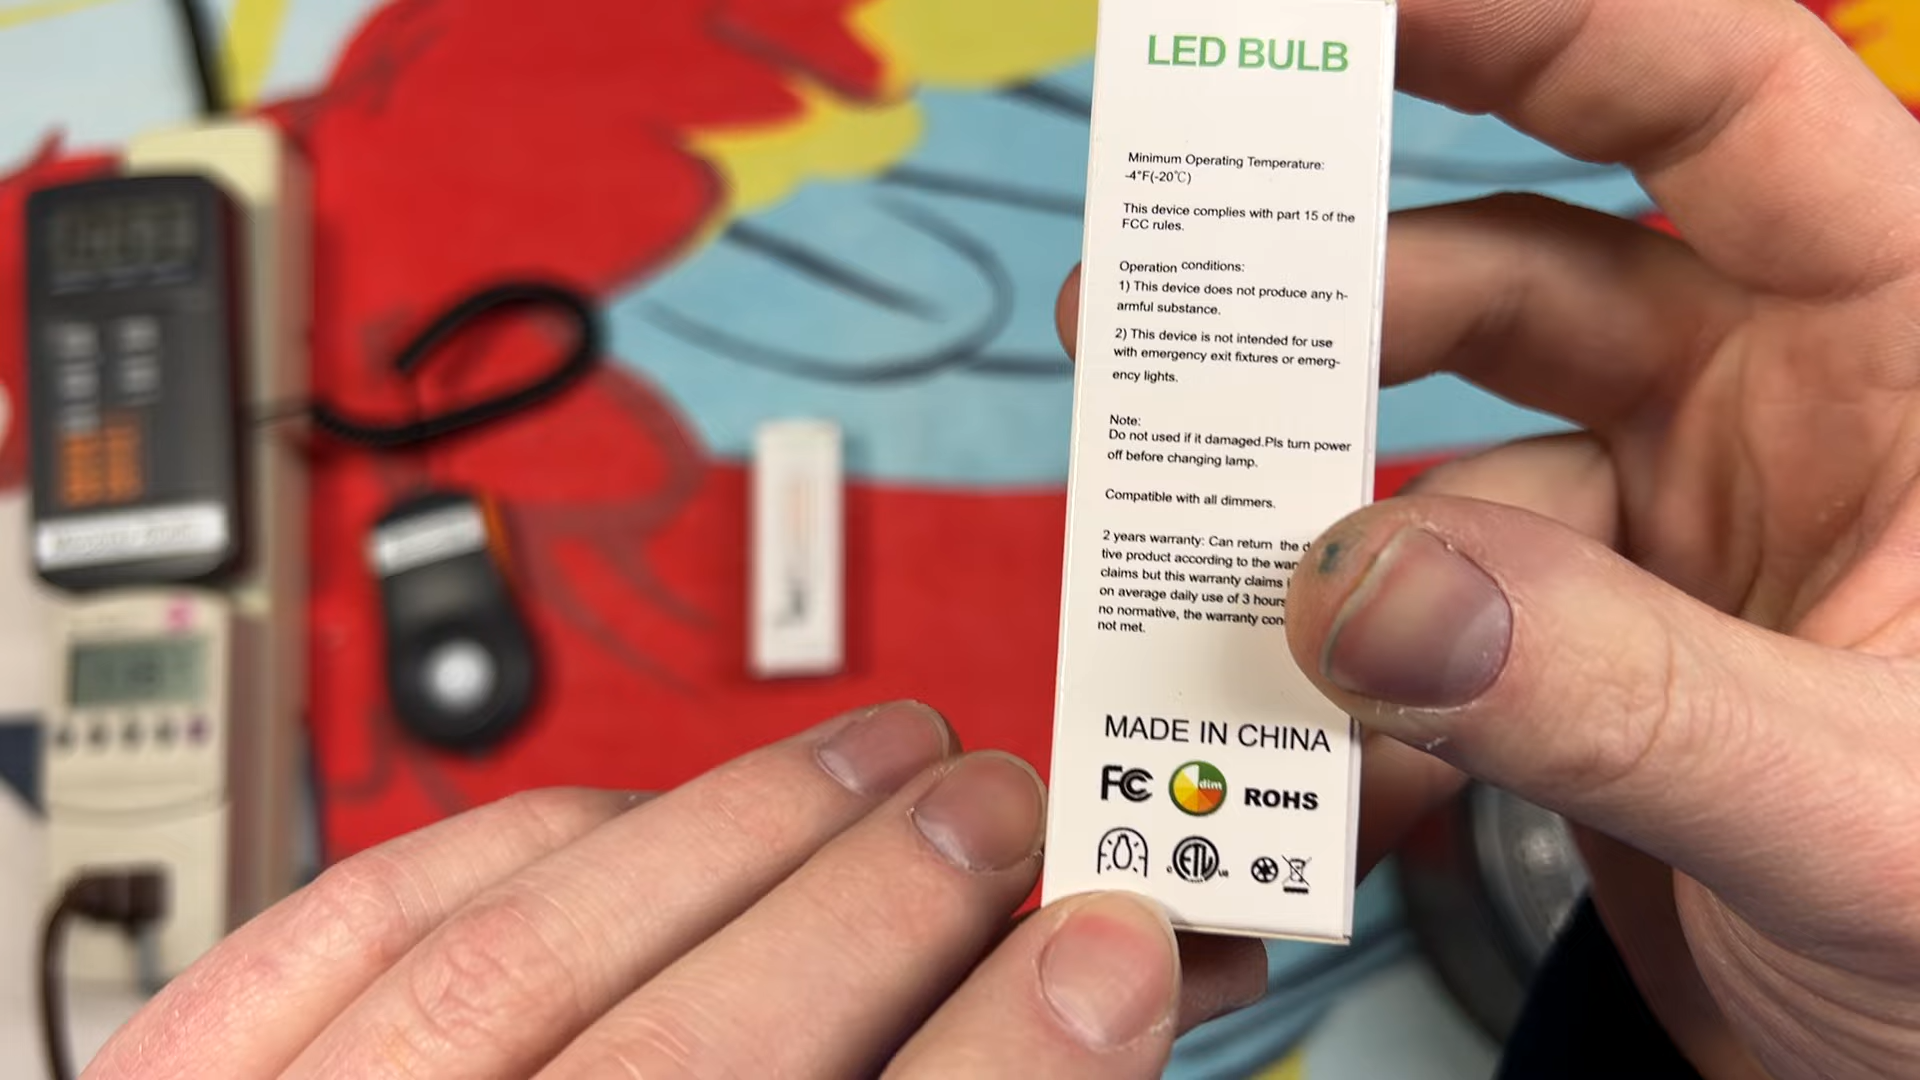 LED BULB
Minimum Operating Temperature:
-4°F(-20℃)
This device complies with part 15 of the
FCC rules.
Operation conditions:
1) This device does not produce any h-
armful substance.
2) This device is not intended for use
with emergency exit fixtures or emerg-
ency lights.
Note:
Do not used if it damaged.Pls turn power
off before changing lamp.
Compatible with all dimmers.
2 years warranty: Can return the
tive product according to the
claims but this warranty claims
on average daily use of 3 hours
no normative, the warranty
not met.
MADE IN CHINA
FC dim ROHS
ETL